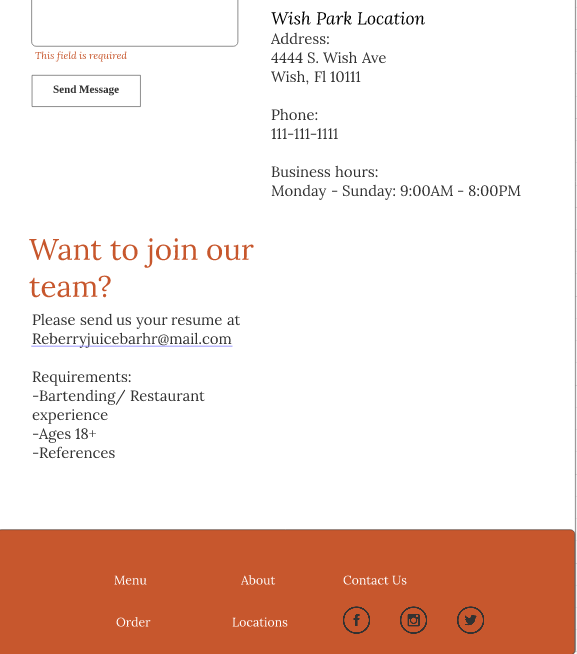 This field is required
Send Message
Wish Park Location
Address:
4444 S. Wish Ave
Wish, Fl 10111
Phone:
111-111-1111
Business hours:
Monday - Sunday: 9:00AM - 8:00PM
Want to join our
team?
Please send us your resume at
Reberryjuicebarhr@mail.com
Requirements:
-Bartending/ Restaurant
experience
-Ages 18+
-References
Menu
About
Contact Us
Order
Locations